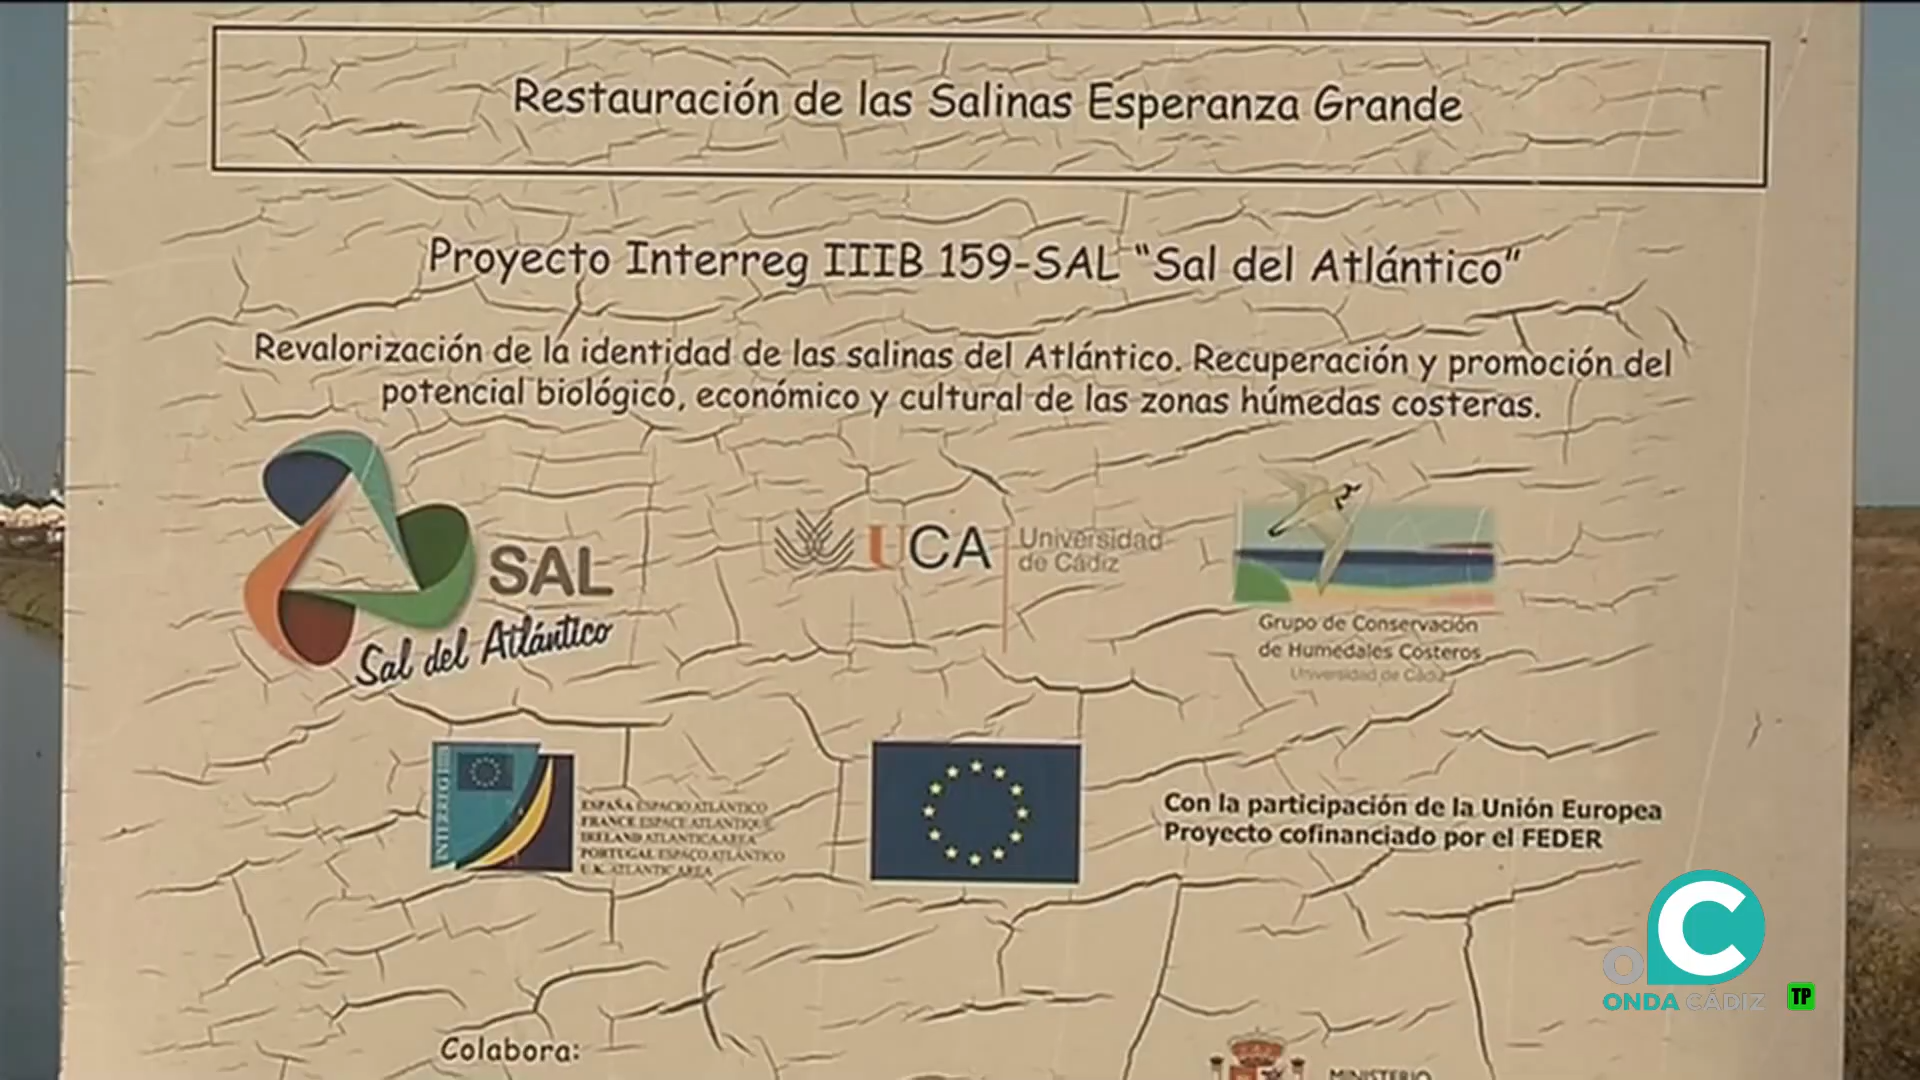 Restauración de las Salinas Esperanza Grande
Proyecto Interreg IIIB 159-SAL “Sal del Atlántico”
Revalorización de la identidad de las salinas del Atlántico. Recuperación y promoción del
potencial biológico, económico y cultural de las zonas húmedas costeras.
SAL
Sal del Atlántico
UCA
Universidad
de Cádiz
Grupo de Conservación
de Humedales Costeros
Universidad de Cádiz
INTERREG IIIB
ESPAÑA ESPACIO ATLÁNTICO
FRANCE ESPACE ATLANTIQUE
IRELAND ATLANTIC AREA
PORTUGAL ESPAÇO ATLÂNTICO
U.K. ATLANTIC AREA
Con la participación de la Unión Europea
Proyecto cofinanciado por el FEDER
Colabora:
MINISTERIO
OC
ONDA CÁDIZ
TP